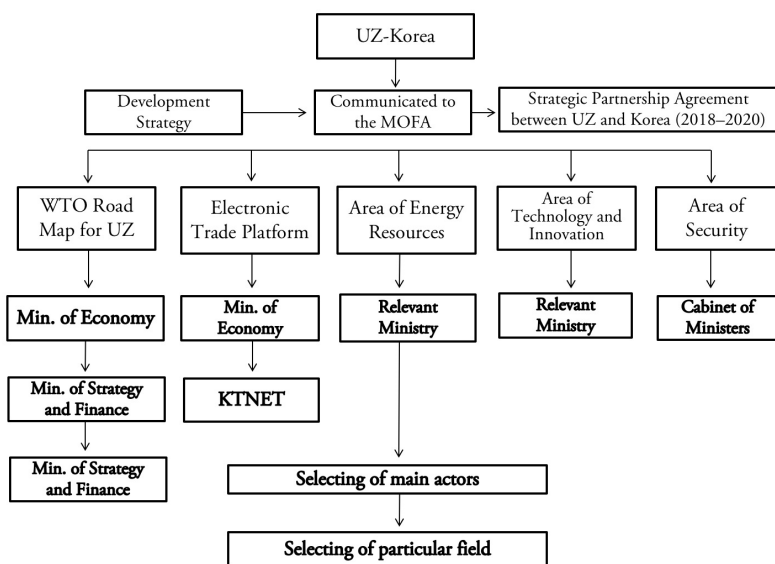 UZ-Korea
Development
Strategy
Communicated to
the MOFA
Strategic Partnership Agreement
between UZ and Korea (2018–2020)
WTO Road
Map for UZ
Electronic
Trade Platform
Area of Energy
Resources
Area of
Technology and
Innovation
Area of
Security
Min. of Economy
Min. of
Economy
Relevant
Ministry
Relevant
Ministry
Cabinet of
Ministers
Min. of Strategy
and Finance
KTNET
Min. of Strategy
and Finance
Selecting of main actors
Selecting of particular field